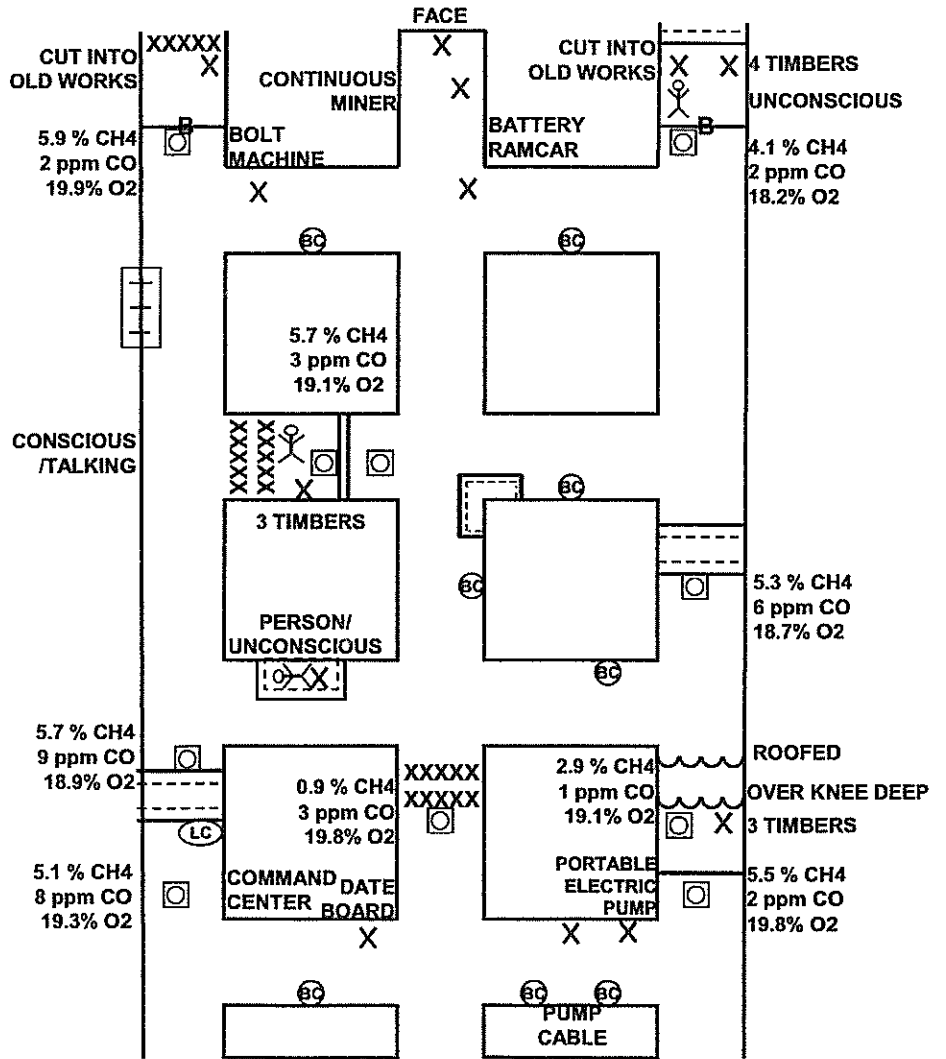 FACE
XXXXX
CUT INTO
OLD WORKS
X
CONTINUOUS
MINER
X
X
CUT INTO
OLD WORKS
X X
4 TIMBERS
UNCONSCIOUS
B
5.9 % CH4
2 ppm CO
19.9% O2
BOLT
MACHINE
X
BATTERY
RAMCAR
X
B
4.1 % CH4
2 ppm CO
18.2% O2
BC
BC
5.7 % CH4
3 ppm CO
19.1% O2
CONSCIOUS
/TALKING
XXXXX
XXXXX
X
3 TIMBERS
BC
BC
5.3 % CH4
6 ppm CO
18.7% O2
PERSON/
UNCONSCIOUS
X
BC
5.7 % CH4
9 ppm CO
18.9% O2
LC
0.9 % CH4
3 ppm CO
19.8% O2
XXXXX
XXXXX
2.9 % CH4
1 ppm CO
19.1% O2
ROOFED
OVER KNEE DEEP
X
3 TIMBERS
5.1 % CH4
8 ppm CO
19.3% O2
COMMAND
CENTER
DATE
BOARD
X
PORTABLE
ELECTRIC
PUMP
X X
5.5 % CH4
2 ppm CO
19.8% O2
BC
BC
BC
PUMP
CABLE